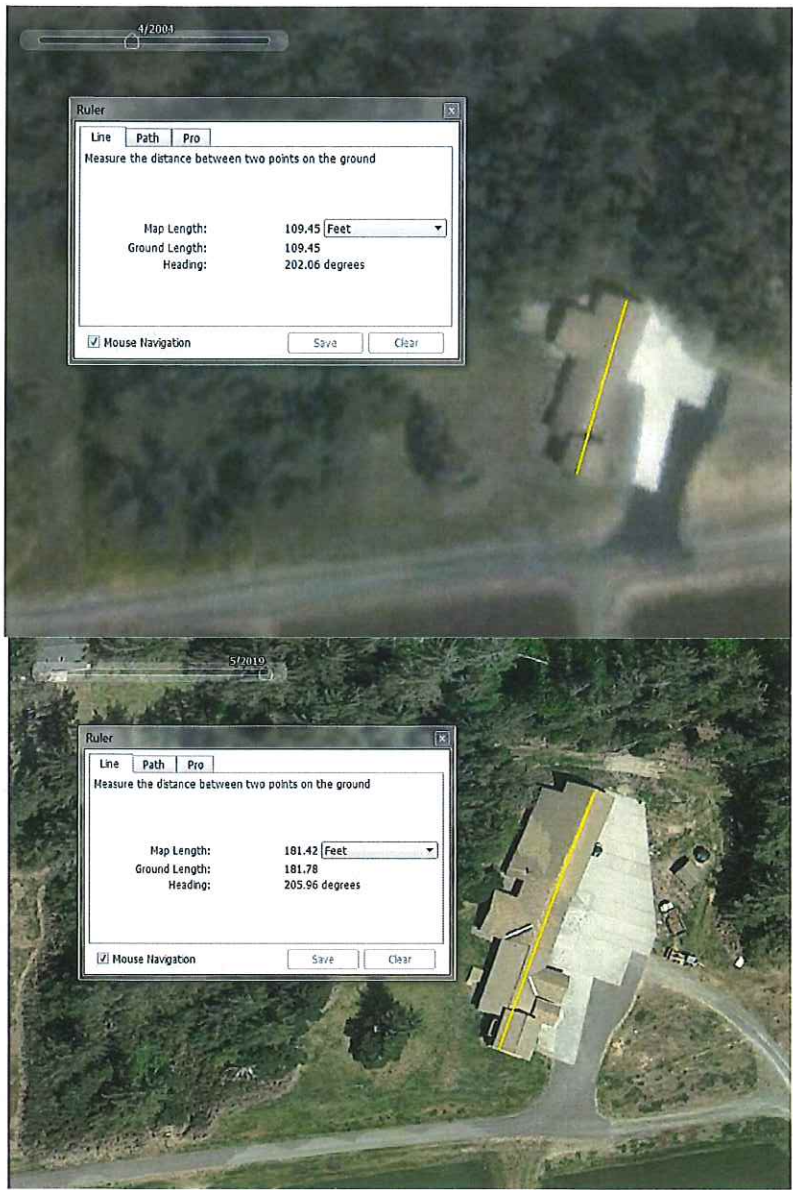 4/2004
Ruler
Line Path Pro
Measure the distance between two points on the ground
Map Length: 109.45 Feet
Ground Length: 109.45
Heading: 202.06 degrees
Mouse Navigation Save Clear
5/2019
Ruler
Line Path Pro
Measure the distance between two points on the ground
Map Length: 181.42 Feet
Ground Length: 181.78
Heading: 205.96 degrees
Mouse Navigation Save Clear